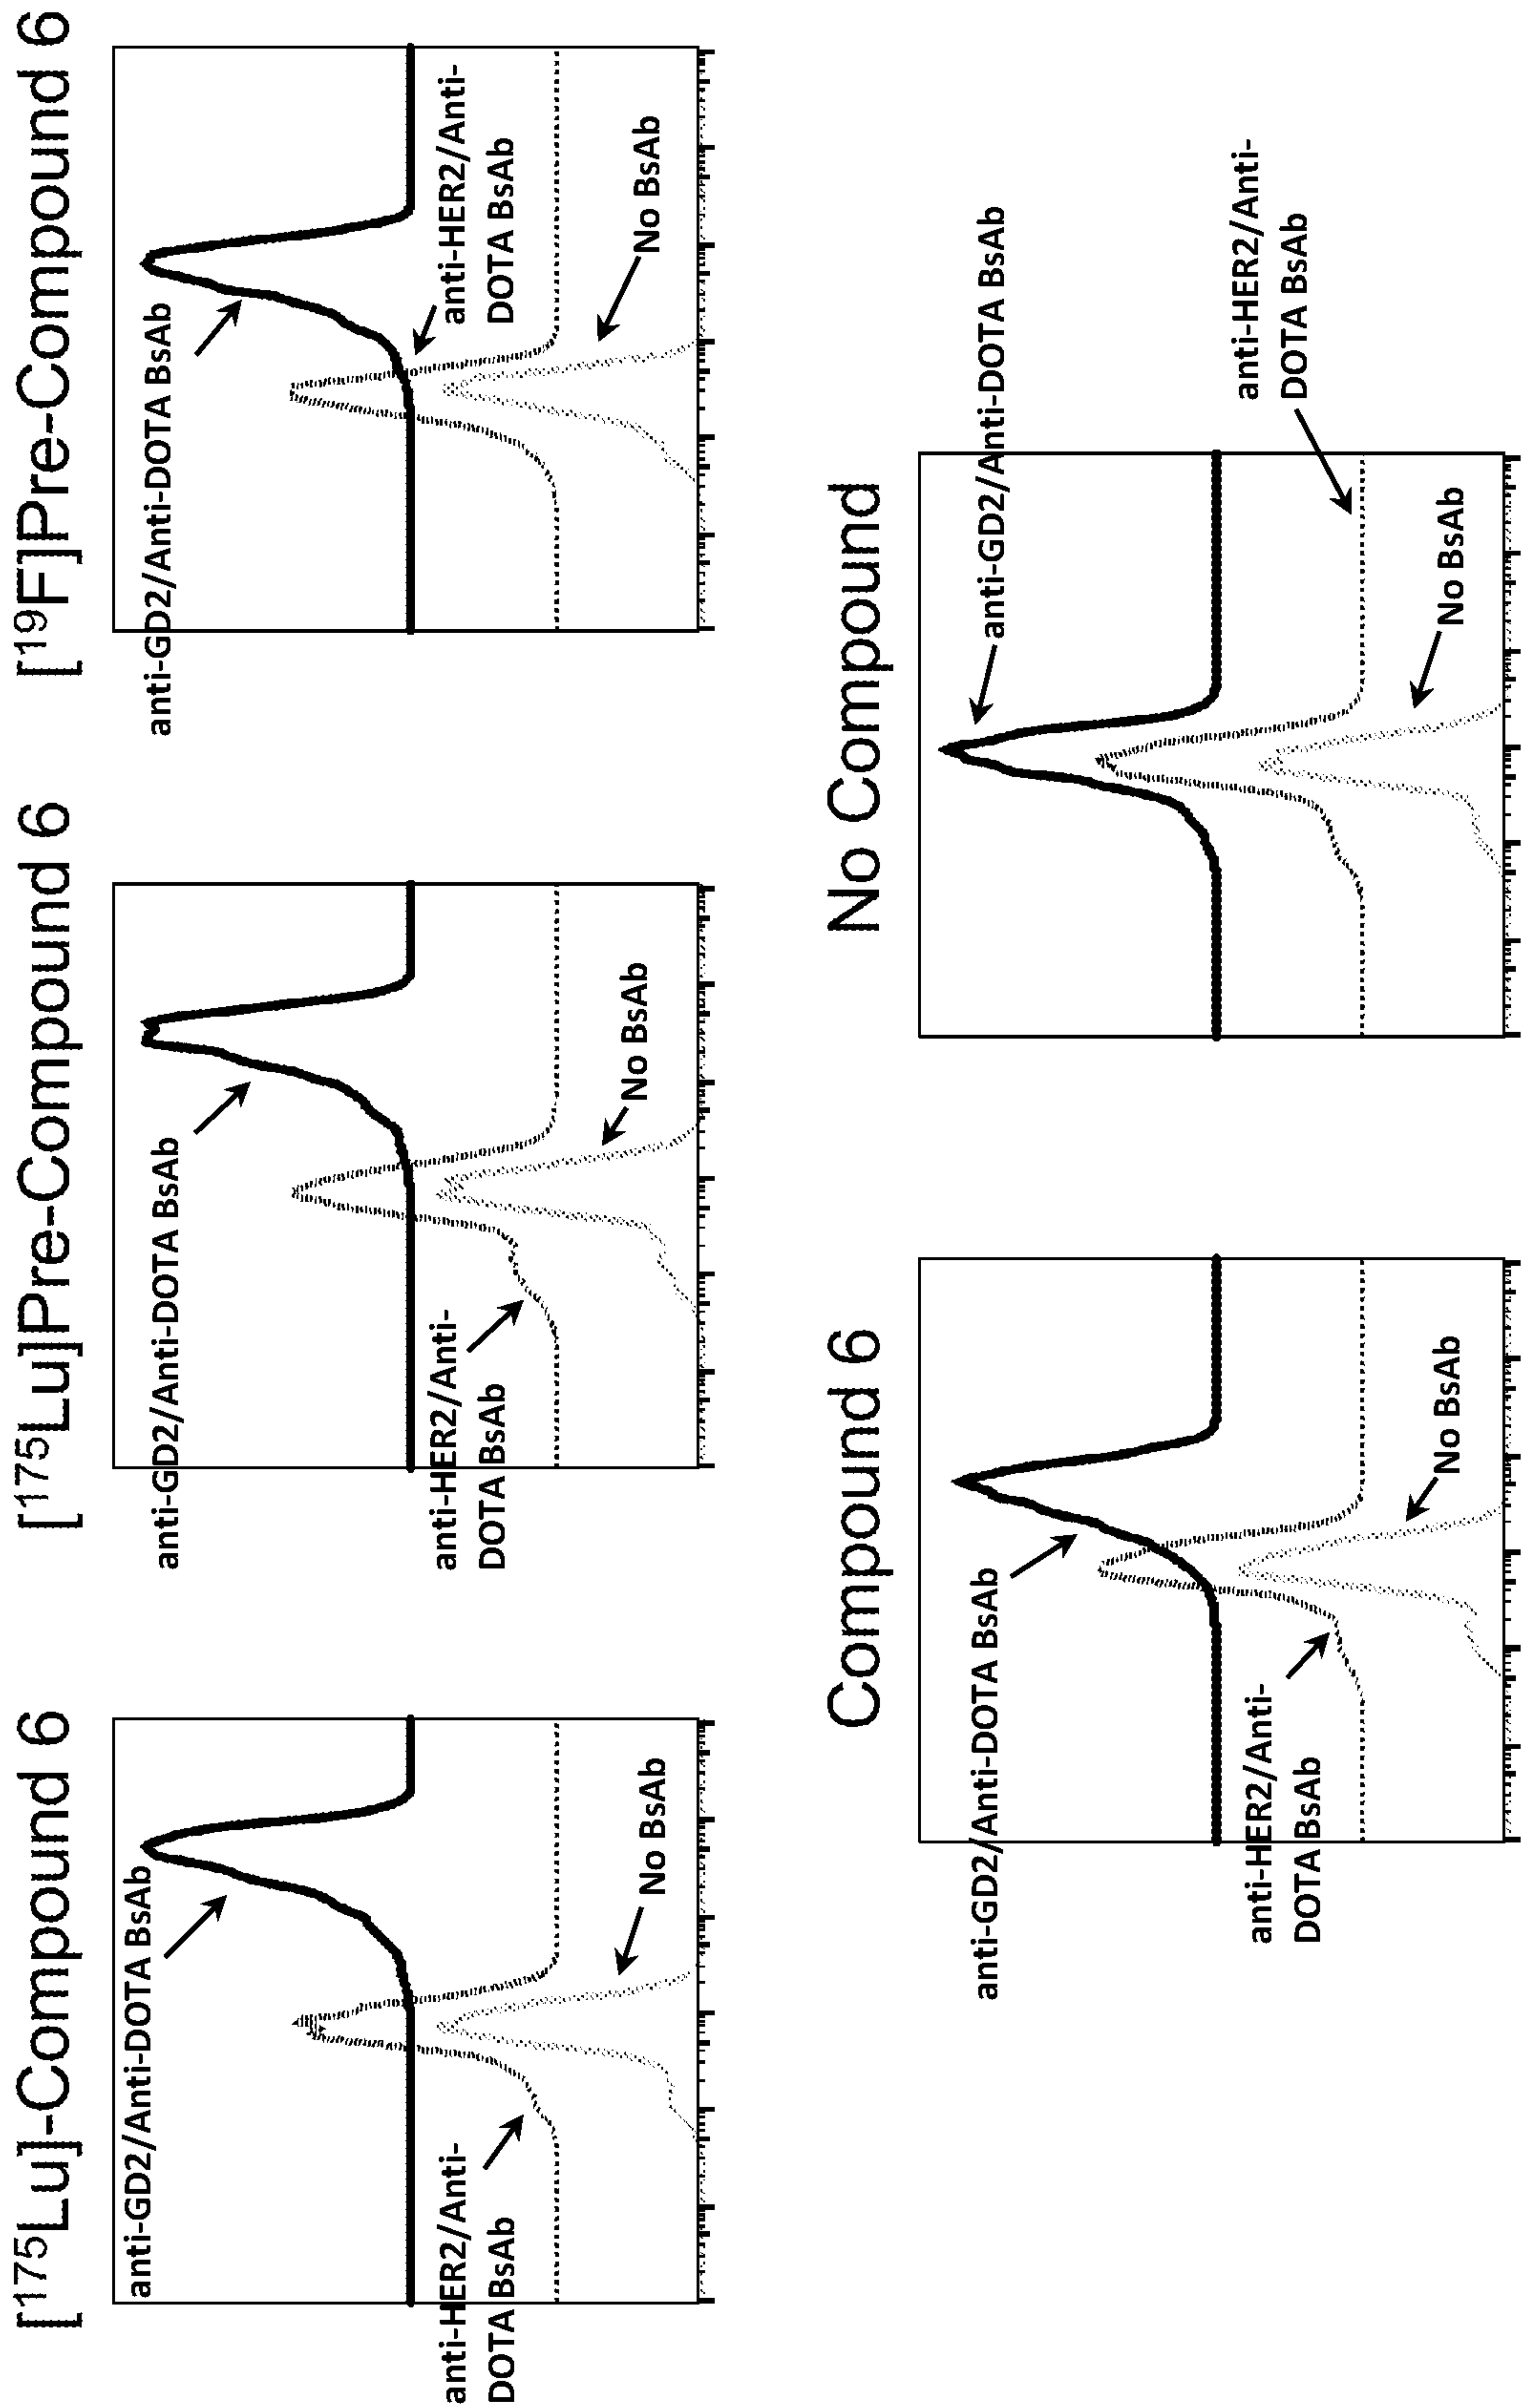 [¹⁷⁵Lu]-Compound 6
anti-GD2/Anti-DOTA BsAb
anti-HER2/Anti-
DOTA BsAb
No BsAb
[¹⁷⁵Lu]Pre-Compound 6
anti-GD2/Anti-DOTA BsAb
anti-HER2/Anti-
DOTA BsAb
No BsAb
[¹⁹F]Pre-Compound 6
anti-GD2/Anti-DOTA BsAb
anti-HER2/Anti-
DOTA BsAb
No BsAb
Compound 6
anti-GD2/Anti-DOTA BsAb
anti-HER2/Anti-
DOTA BsAb
No BsAb
No Compound
anti-GD2/Anti-DOTA BsAb
anti-HER2/Anti-
DOTA BsAb
No BsAb